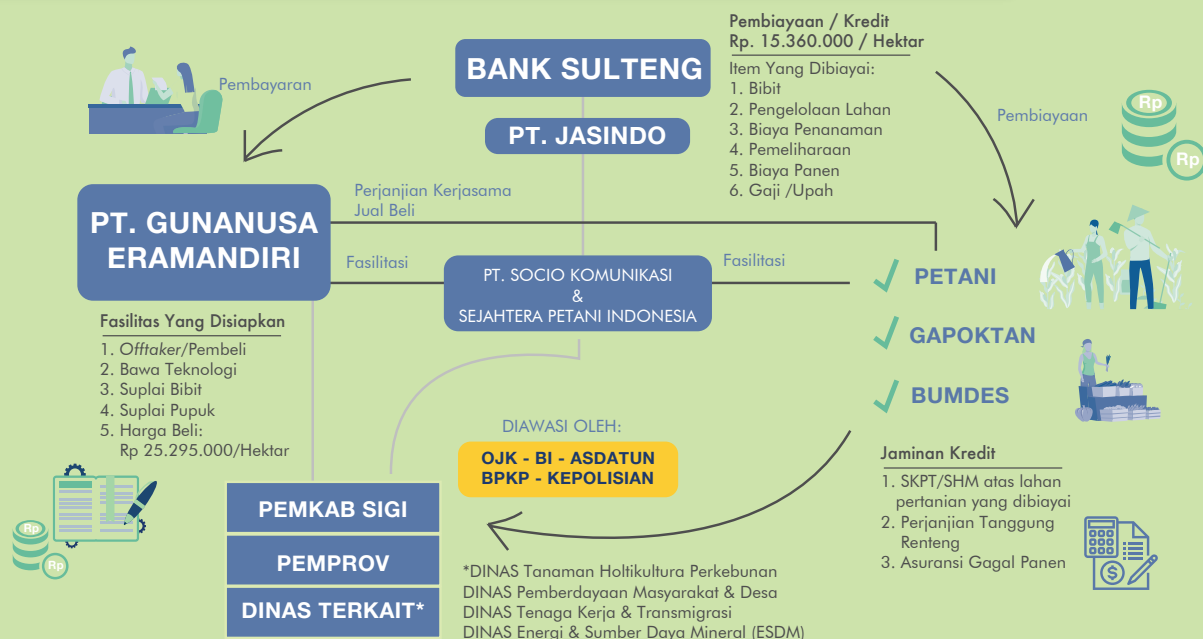 Pembiayaan / Kredit
Rp. 15.360.000 / Hektar
Item Yang Dibiayai:
1. Bibit
2. Pengelolaan Lahan
3. Biaya Penanaman
4. Pemeliharaan
5. Biaya Panen
6. Gaji /Upah
BANK SULTENG
PT. JASINDO
Pembayaran
Pembiayaan
Rp
Rp
PT. GUNANUSA
ERAMANDIRI
Perjanjian Kerjasama
Jual Beli
Fasilitasi
PT. SOCIO KOMUNIKASI
&
SEJAHTERA PETANI INDONESIA
Fasilitasi
PETANI
GAPOKTAN
BUMDES
Fasilitas Yang Disiapkan
1. Offtaker/Pembeli
2. Bawa Teknologi
3. Suplai Bibit
4. Suplai Pupuk
5. Harga Beli:
Rp 25.295.000/Hektar
DIAWASI OLEH:
OJK - BI - ASDATUN
BPKP - KEPOLISIAN
Jaminan Kredit
1. SKPT/SHM atas lahan
pertanian yang dibiayai
2. Perjanjian Tanggung
Renteng
3. Asuransi Gagal Panen
$
Rp
Rp
PEMKAB SIGI
PEMPROV
DINAS TERKAIT*
*DINAS Tanaman Holtikultura Perkebunan
DINAS Pemberdayaan Masyarakat & Desa
DINAS Tenaga Kerja & Transmigrasi
DINAS Energi & Sumber Daya Mineral (ESDM)